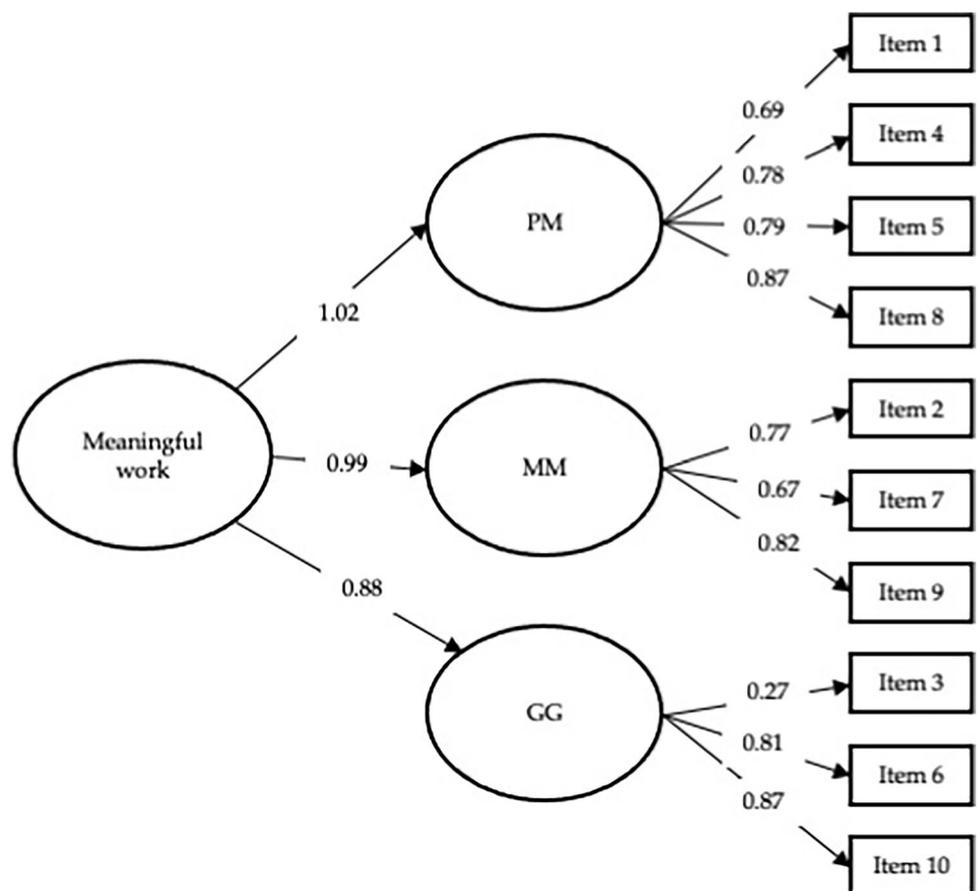 Item 1
0.69
Item 4
0.78
PM
0.79
Item 5
0.87
1.02
Item 8
Item 2
0.77
Meaningful
work
0.99
MM
0.67
Item 7
0.82
0.88
Item 9
Item 3
0.27
GG
0.81
Item 6
0.87
Item 10